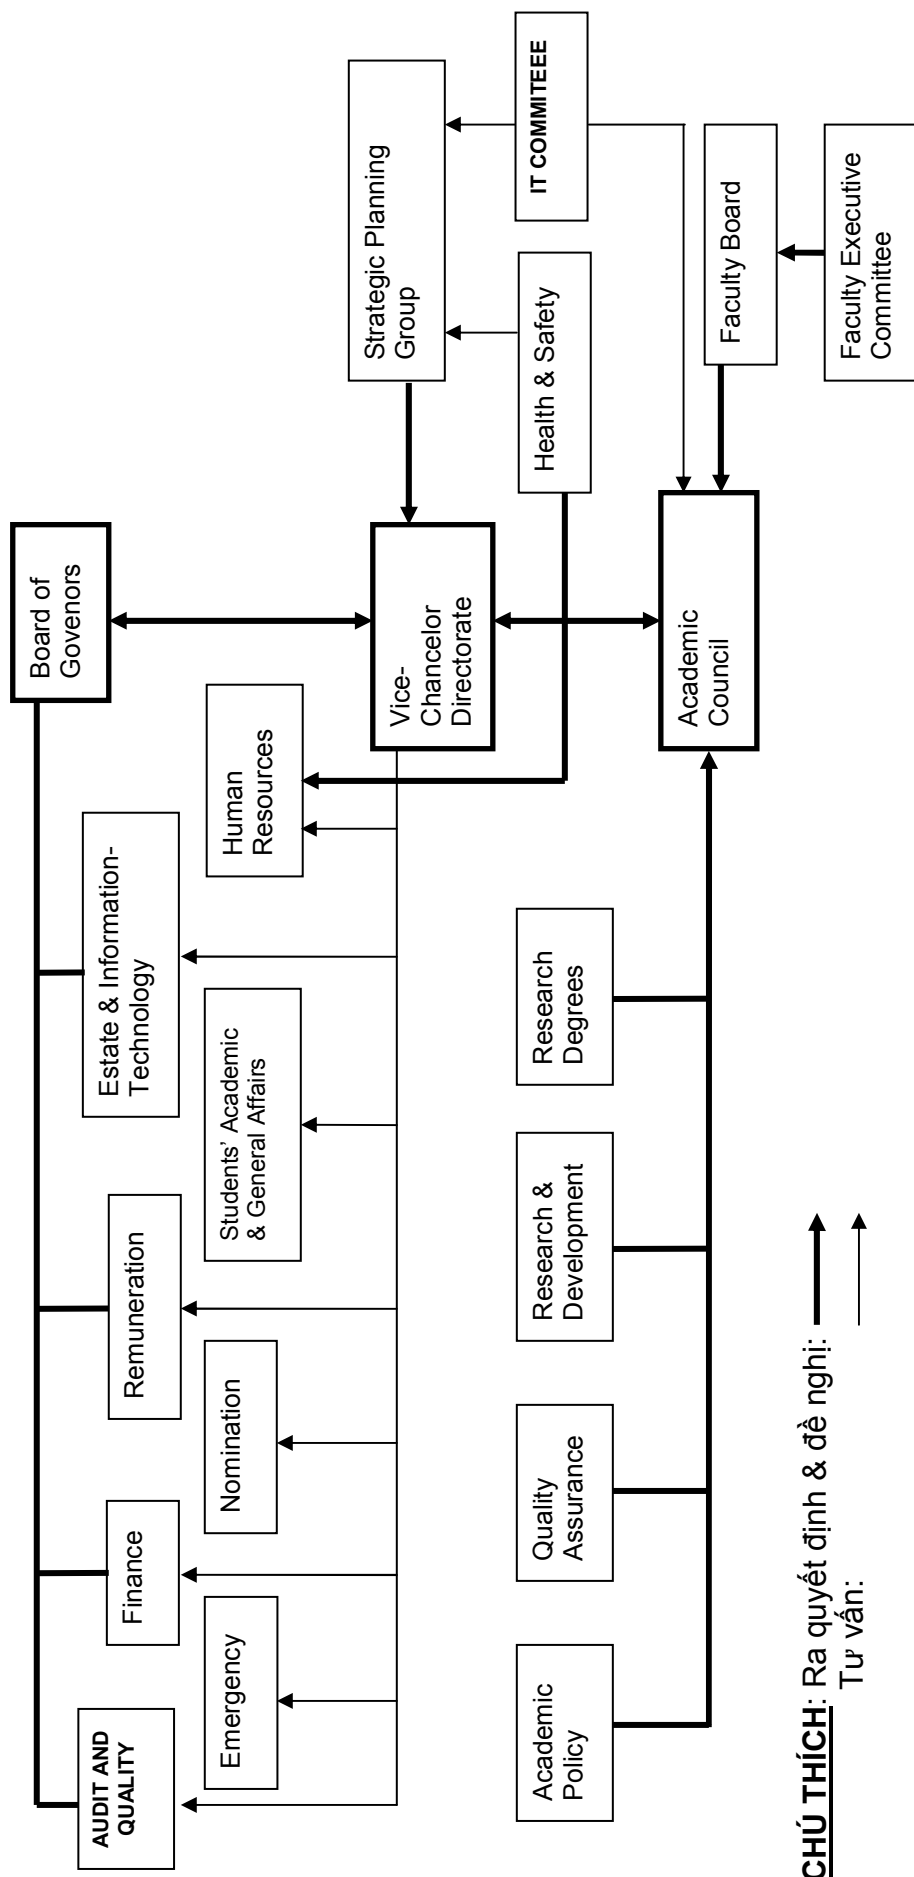 Board of
Govenors
Strategic Planning
Group
IT COMMITEEE
Health & Safety
Vice-
Chancelor
Directorate
Human
Resources
Estate & Information-
Technology
Students' Academic
& General Affairs
Remuneration
Nomination
Finance
Emergency
AUDIT AND
QUALITY
Faculty Board
Faculty Executive
Committee
Academic
Council
Research
Degrees
Research &
Development
Quality
Assurance
Academic
Policy
CHÚ THÍCH: Ra quyết định & đề nghị:
Tư vấn: